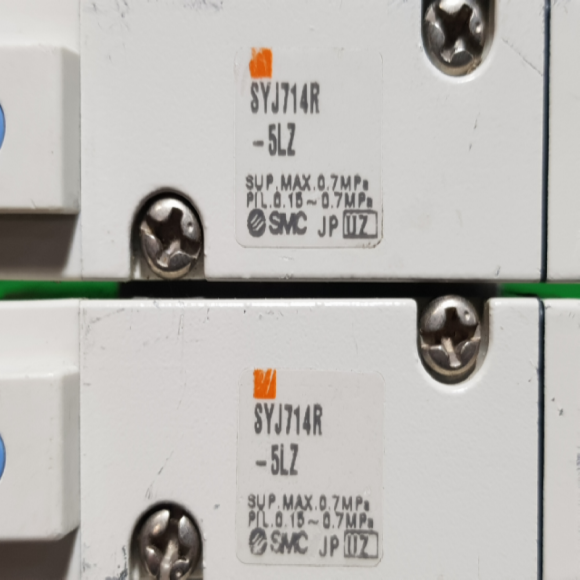 SYJ714R
-5LZ
SUP.MAX.0.7MPa
PIL.0.15~0.7MPa
SMC JP UZ
SYJ714R
-5LZ
SUP.MAX.0.7MPa
PIL.0.15~0.7MPa
SMC JP UZ